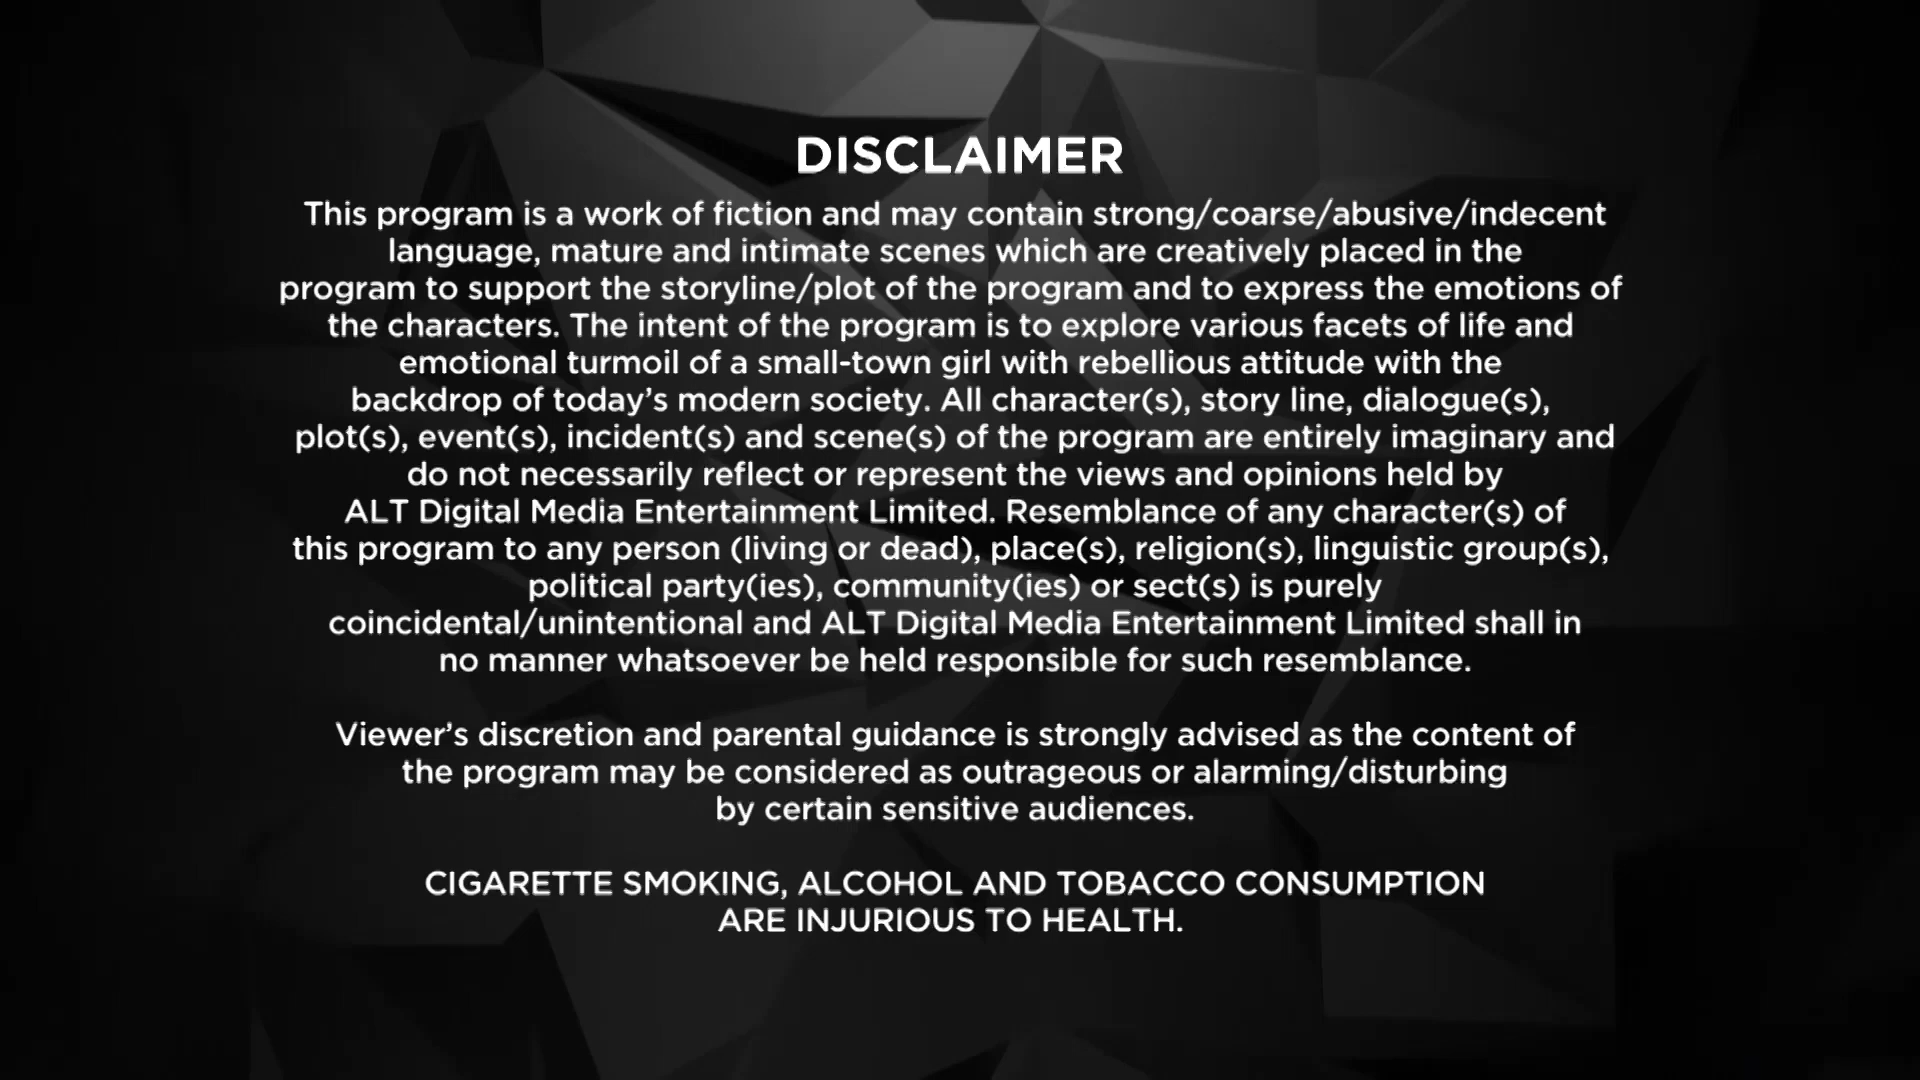 DISCLAIMER
This program is a work of fiction and may contain strong/coarse/abusive/indecent
language, mature and intimate scenes which are creatively placed in the
program to support the storyline/plot of the program and to express the emotions of
the characters. The intent of the program is to explore various facets of life and
emotional turmoil of a small-town girl with rebellious attitude with the
backdrop of today's modern society. All character(s), story line, dialogue(s),
plot(s), event(s), incident(s) and scene(s) of the program are entirely imaginary and
do not necessarily reflect or represent the views and opinions held by
ALT Digital Media Entertainment Limited. Resemblance of any character(s) of
this program to any person (living or dead), place(s), religion(s), linguistic group(s),
political party(ies), community(ies) or sect(s) is purely
coincidental/unintentional and ALT Digital Media Entertainment Limited shall in
no manner whatsoever be held responsible for such resemblance.
Viewer's discretion and parental guidance is strongly advised as the content of
the program may be considered as outrageous or alarming/disturbing
by certain sensitive audiences.
CIGARETTE SMOKING, ALCOHOL AND TOBACCO CONSUMPTION
ARE INJURIOUS TO HEALTH.